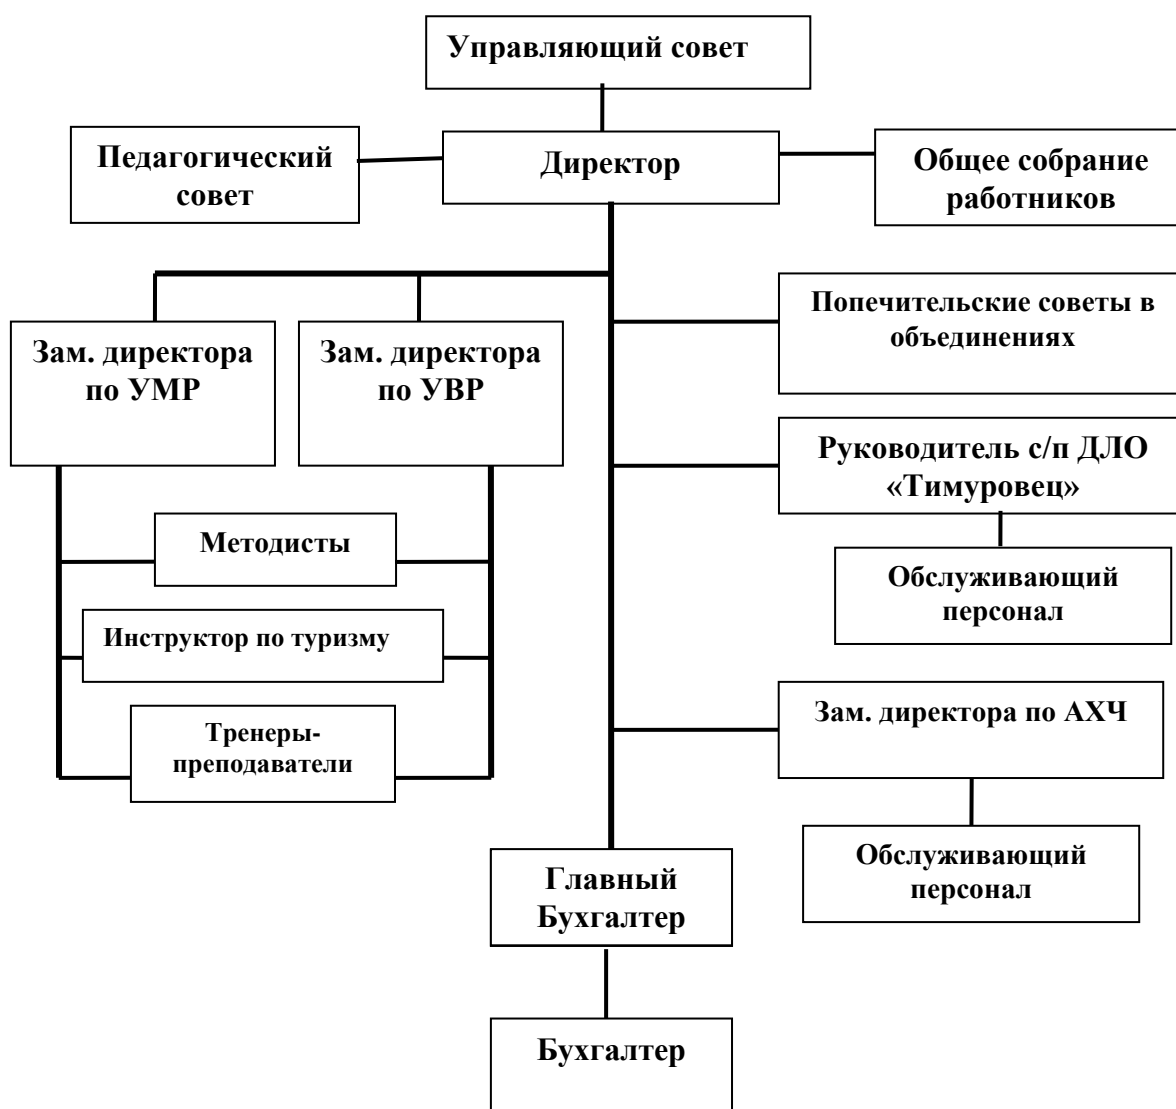 Управляющий совет
Педагогический
совет
Директор
Общее собрание
работников
Попечительские советы в
объединениях
Зам. директора
по УМР
Зам. директора
по УВР
Руководитель с/п ДЛО
«Тимуровец»
Методисты
Обслуживающий
персонал
Инструктор по туризму
Зам. директора по АХЧ
Тренеры-
преподаватели
Обслуживающий
персонал
Главный
Бухгалтер
Бухгалтер